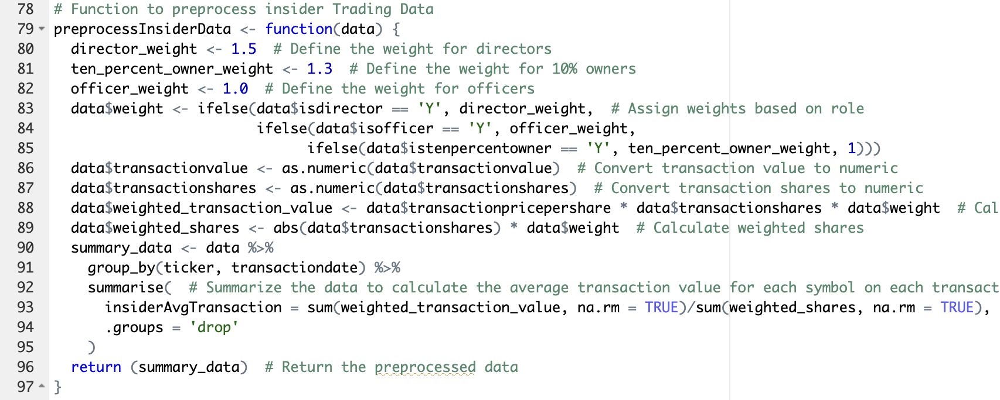 78 # Function to preprocess insider Trading Data
79 preprocessInsiderData <- function(data) {
80   director_weight <- 1.5  # Define the weight for directors
81   ten_percent_owner_weight <- 1.3  # Define the weight for 10% owners
82   officer_weight <- 1.0  # Define the weight for officers
83   data$weight <- ifelse(data$isdirector == 'Y', director_weight,  # Assign weights based on role
84                         ifelse(data$isofficer == 'Y', officer_weight,
85                               ifelse(data$istenpercentowner == 'Y', ten_percent_owner_weight, 1)))
86   data$transactionvalue <- as.numeric(data$transactionvalue)  # Convert transaction value to numeric
87   data$transactionshares <- as.numeric(data$transactionshares)  # Convert transaction shares to numeric
88   data$weighted_transaction_value <- data$transactionpricepershare * data$transactionshares * data$weight  # Cal
89   data$weighted_shares <- abs(data$transactionshares) * data$weight  # Calculate weighted shares
90   summary_data <- data %>%
91     group_by(ticker, transactiondate) %>%
92     summarise(  # Summarize the data to calculate the average transaction value for each symbol on each transact
93       insiderAvgTransaction = sum(weighted_transaction_value, na.rm = TRUE)/sum(weighted_shares, na.rm = TRUE),
94       .groups = 'drop'
95     )
96   return (summary_data)  # Return the preprocessed data
97 }